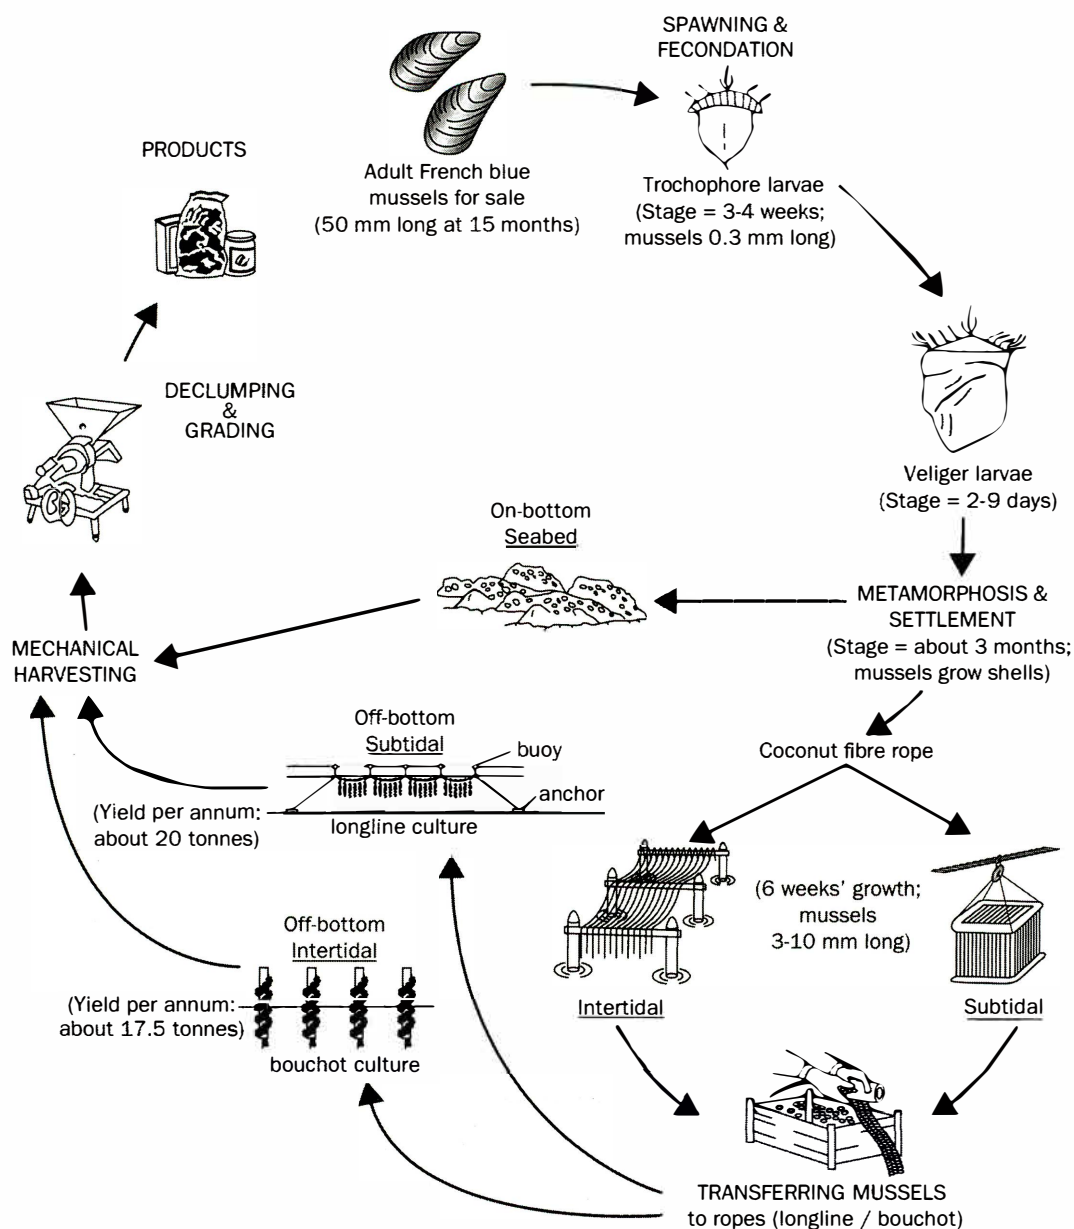 SPAWNING &
FECONDATION
Adult French blue
mussels for sale
(50 mm long at 15 months)
Trochophore larvae
(Stage = 3-4 weeks;
mussels 0.3 mm long)
PRODUCTS
DECLUMPING
&
GRADING
Veliger larvae
(Stage = 2-9 days)
On-bottom
Seabed
METAMORPHOSIS &
SETTLEMENT
(Stage = about 3 months;
mussels grow shells)
MECHANICAL
HARVESTING
Off-bottom
Subtidal
buoy
anchor
(Yield per annum:
about 20 tonnes)
longline culture
Coconut fibre rope
(6 weeks' growth;
mussels
3-10 mm long)
Intertidal
Subtidal
Off-bottom
Intertidal
(Yield per annum:
about 17.5 tonnes)
bouchot culture
TRANSFERRING MUSSELS
to ropes (longline / bouchot)